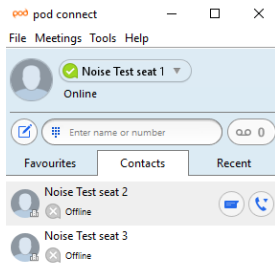 pod pod connect
File Meetings Tools Help
Noise Test seat 1
Online
Enter name or number
0
Favourites Contacts Recent
Noise Test seat 2
Offline
Noise Test seat 3
Offline